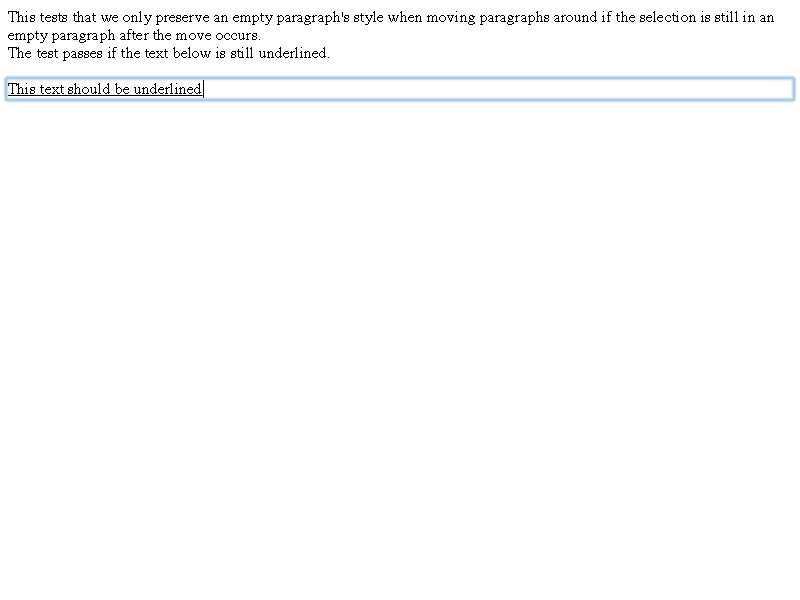 This tests that we only preserve an empty paragraph's style when moving paragraphs around if the selection is still in an
empty paragraph after the move occurs.
The test passes if the text below is still underlined.
This text should be underlined